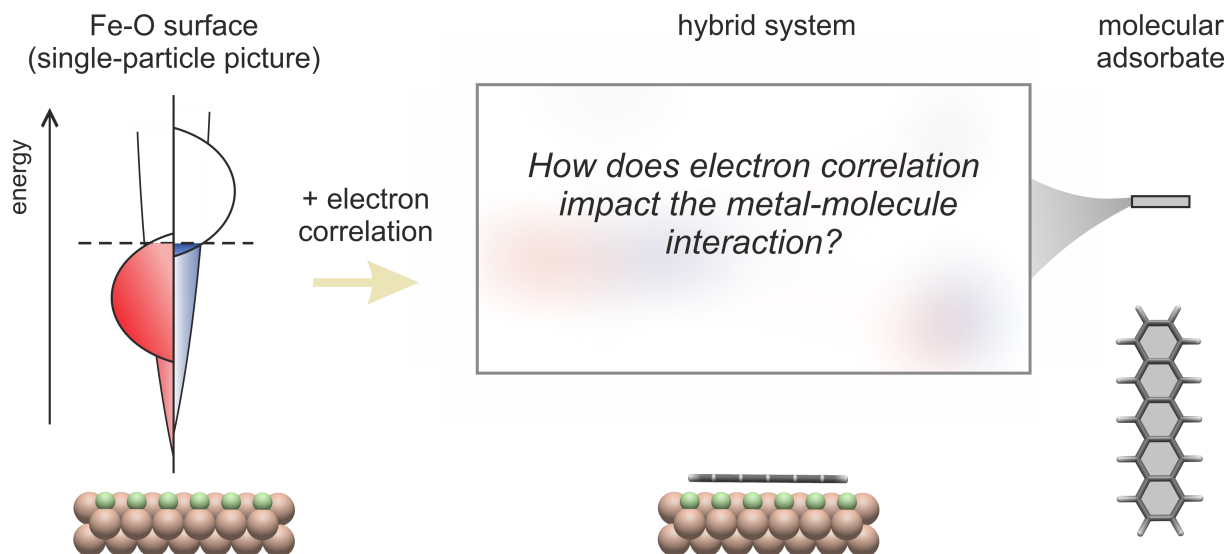 Fe-O surface
(single-particle picture)
energy
+ electron
correlation
hybrid system
How does electron correlation
impact the metal-molecule
interaction?
molecular
adsorbate